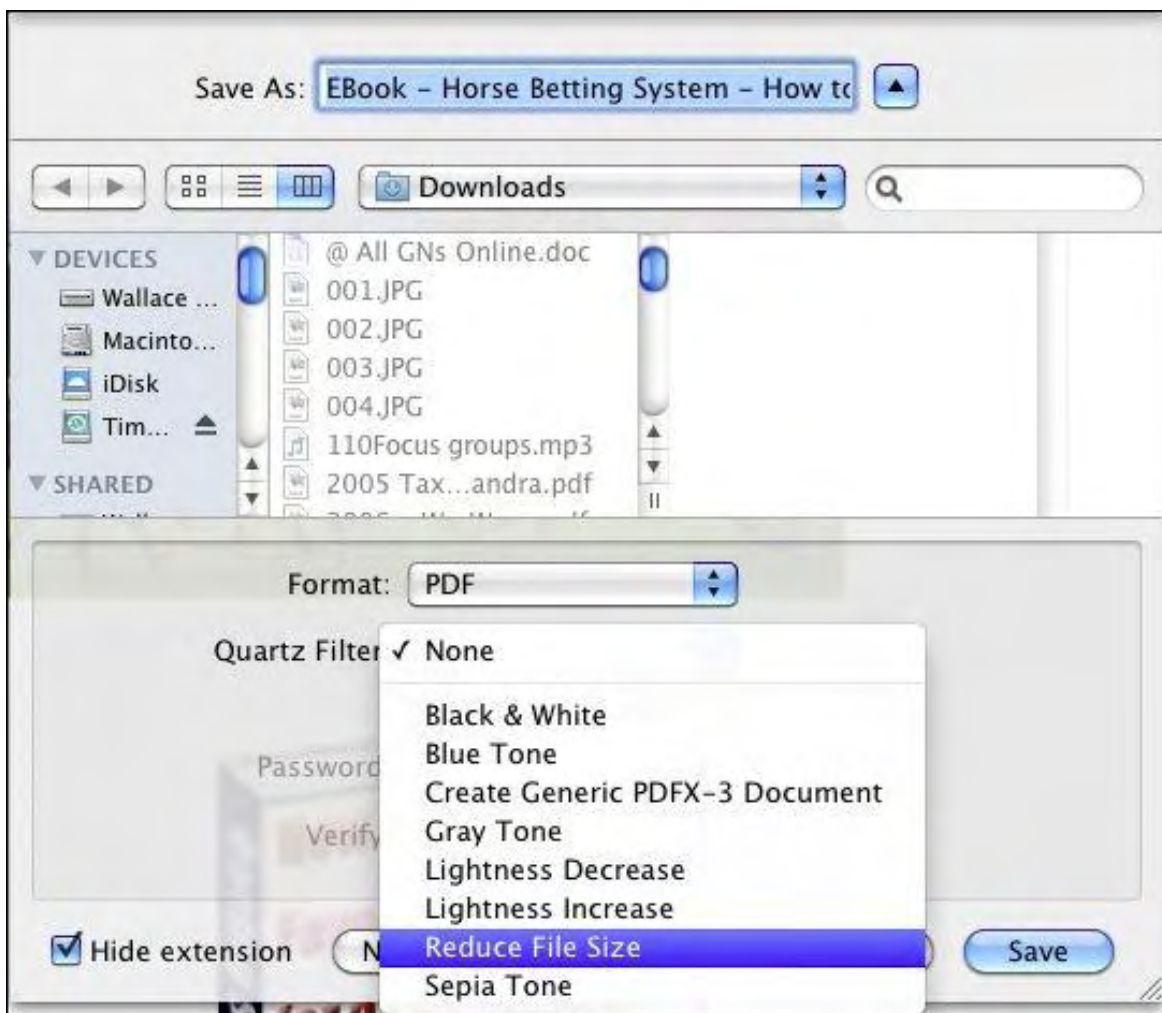 Save As: EBook – Horse Betting System – How to
Downloads
DEVICES
Wallace ...
Macinto...
iDisk
Tim...
SHARED
@ All GNs Online.doc
001.JPG
002.JPG
003.JPG
004.JPG
110Focus groups.mp3
2005 Tax...andra.pdf
Format: PDF
Quartz Filter ✓ None
Black & White
Blue Tone
Create Generic PDFX-3 Document
Gray Tone
Lightness Decrease
Lightness Increase
Reduce File Size
Sepia Tone
Password
Verify
Hide extension
N
Save